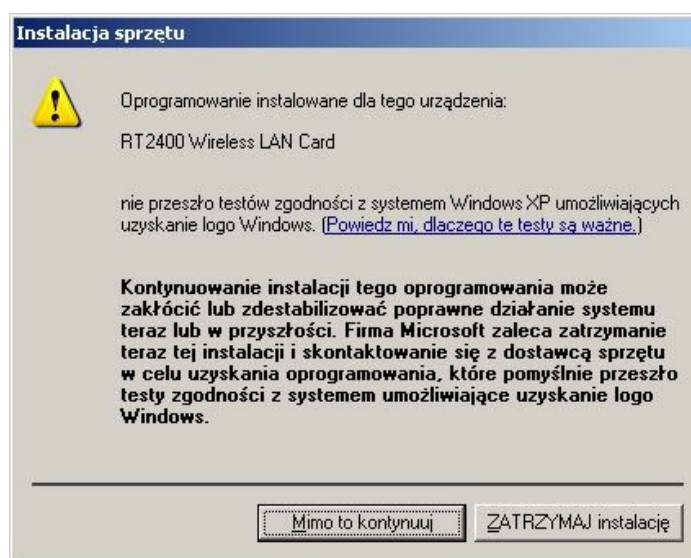 Instalacja sprzętu
Oprogramowanie instalowane dla tego urządzenia:
RT2400 Wireless LAN Card
nie przeszło testów zgodności z systemem Windows XP umożliwiających
uzyskanie logo Windows. (Powiedz mi, dlaczego te testy są ważne.)
Kontynuowanie instalacji tego oprogramowania może
zakłócić lub zdestabilizować poprawne działanie systemu
teraz lub w przyszłości. Firma Microsoft zaleca zatrzymanie
teraz tej instalacji i skontaktowanie się z dostawcą sprzętu
w celu uzyskania oprogramowania, które pomyślnie przeszło
testy zgodności z systemem umożliwiające uzyskanie logo
Windows.
Mimo to kontynuuj
ZATRZYMAJ instalację